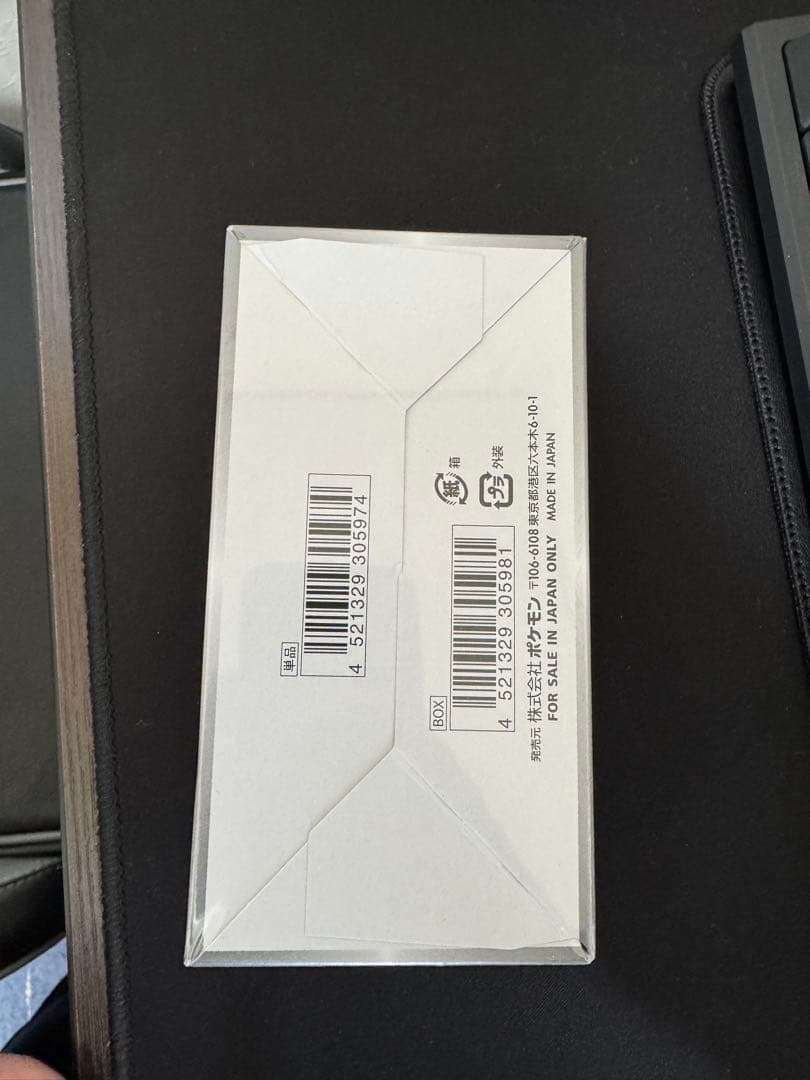 単品
4 521329 305974
紙 箱
プラ 外装
BOX
4 521329 305981
発売元 株式会社ポケモン 〒106-6108 東京都港区六本木6-10-1
FOR SALE IN JAPAN ONLY MADE IN JAPAN